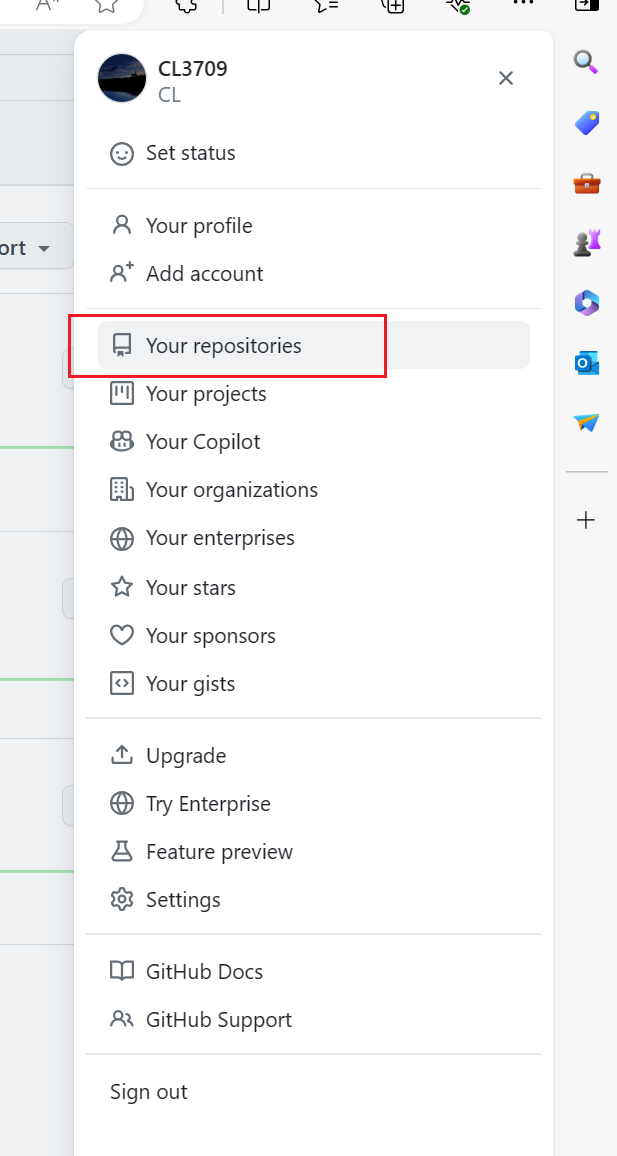 CL3709
CL
Set status
Your profile
Add account
ort
Your repositories
Your projects
Your Copilot
Your organizations
Your enterprises
Your stars
Your sponsors
Your gists
Upgrade
Try Enterprise
Feature preview
Settings
GitHub Docs
GitHub Support
Sign out